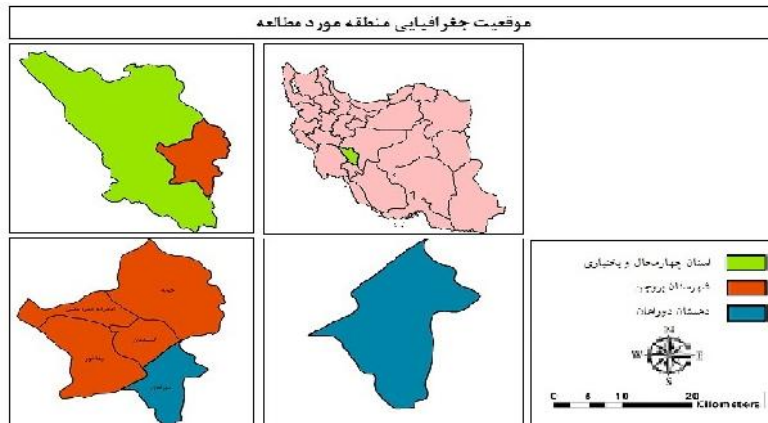 موقعیت جغرافیایی منطقه مورد مطالعه
استان چهارمحال و بختیاری
شهرستان بروجن
دهستان دوراهان
N
W E
S
0 5 10 20
Kilometers